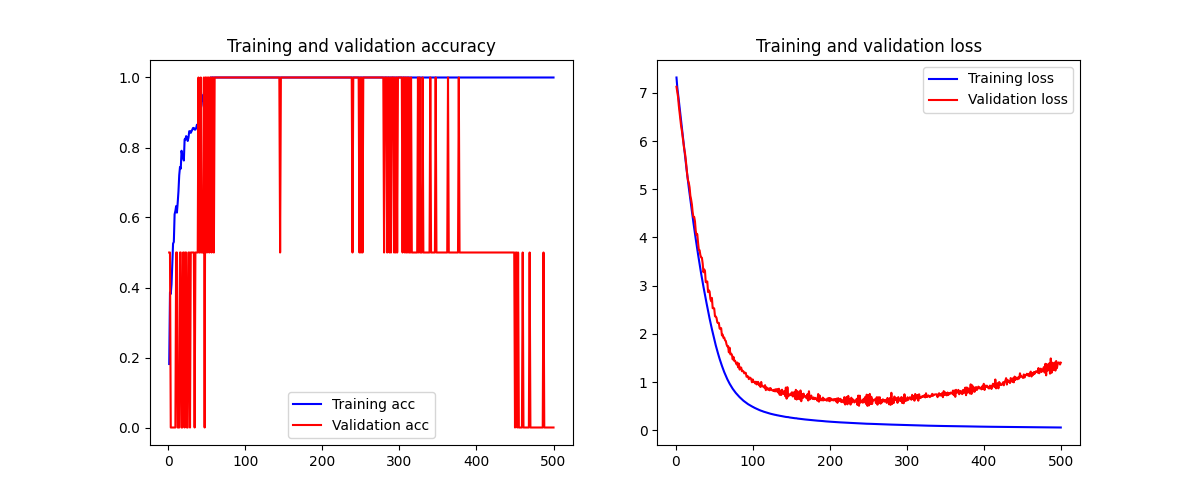 Training and validation accuracy
1.0
0.8
0.6
0.4
0.2
0.0
0 100 200 300 400 500
Training acc
Validation acc
Training and validation loss
7
6
5
4
3
2
1
0
0 100 200 300 400 500
Training loss
Validation loss